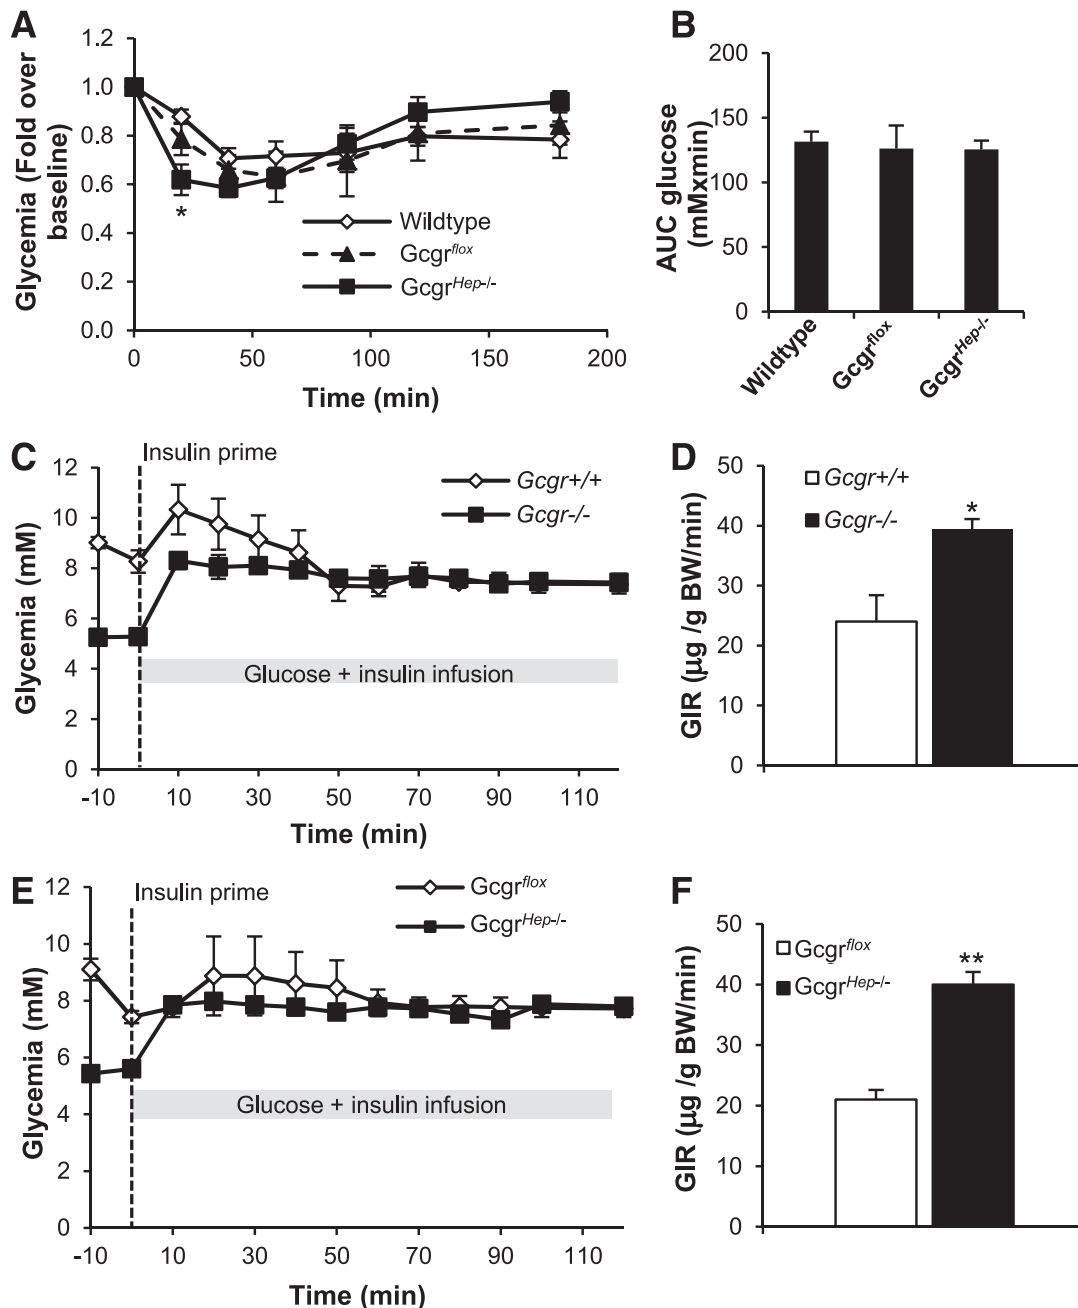 A
Glycemia (Fold over
baseline)
1.2
1.0
0.8
0.6
0.4
0.2
0.0
*
Wildtype
Gcgrflox
GcgrHep-/-
0
50
100
150
200
Time (min)
B
AUC glucose
(mMxmin)
200
150
100
50
0
Wildtype
Gcgrflox
GcgrHep-/-
C
Insulin prime
Glycemia (mM)
12
10
8
6
4
2
0
Gcgr+/+
Gcgr-/-
Glucose + insulin infusion
-10
10
30
50
70
90
110
Time (min)
D
GIR (μg /g BW/min)
50
40
30
20
10
0
Gcgr+/+
Gcgr-/-
*
E
Insulin prime
Glycemia (mM)
12
10
8
6
4
2
0
Gcgrflox
GcgrHep-/-
Glucose + insulin infusion
-10
10
30
50
70
90
110
Time (min)
F
GIR (μg /g BW/min)
50
40
30
20
10
0
Gcgrflox
GcgrHep-/-
**